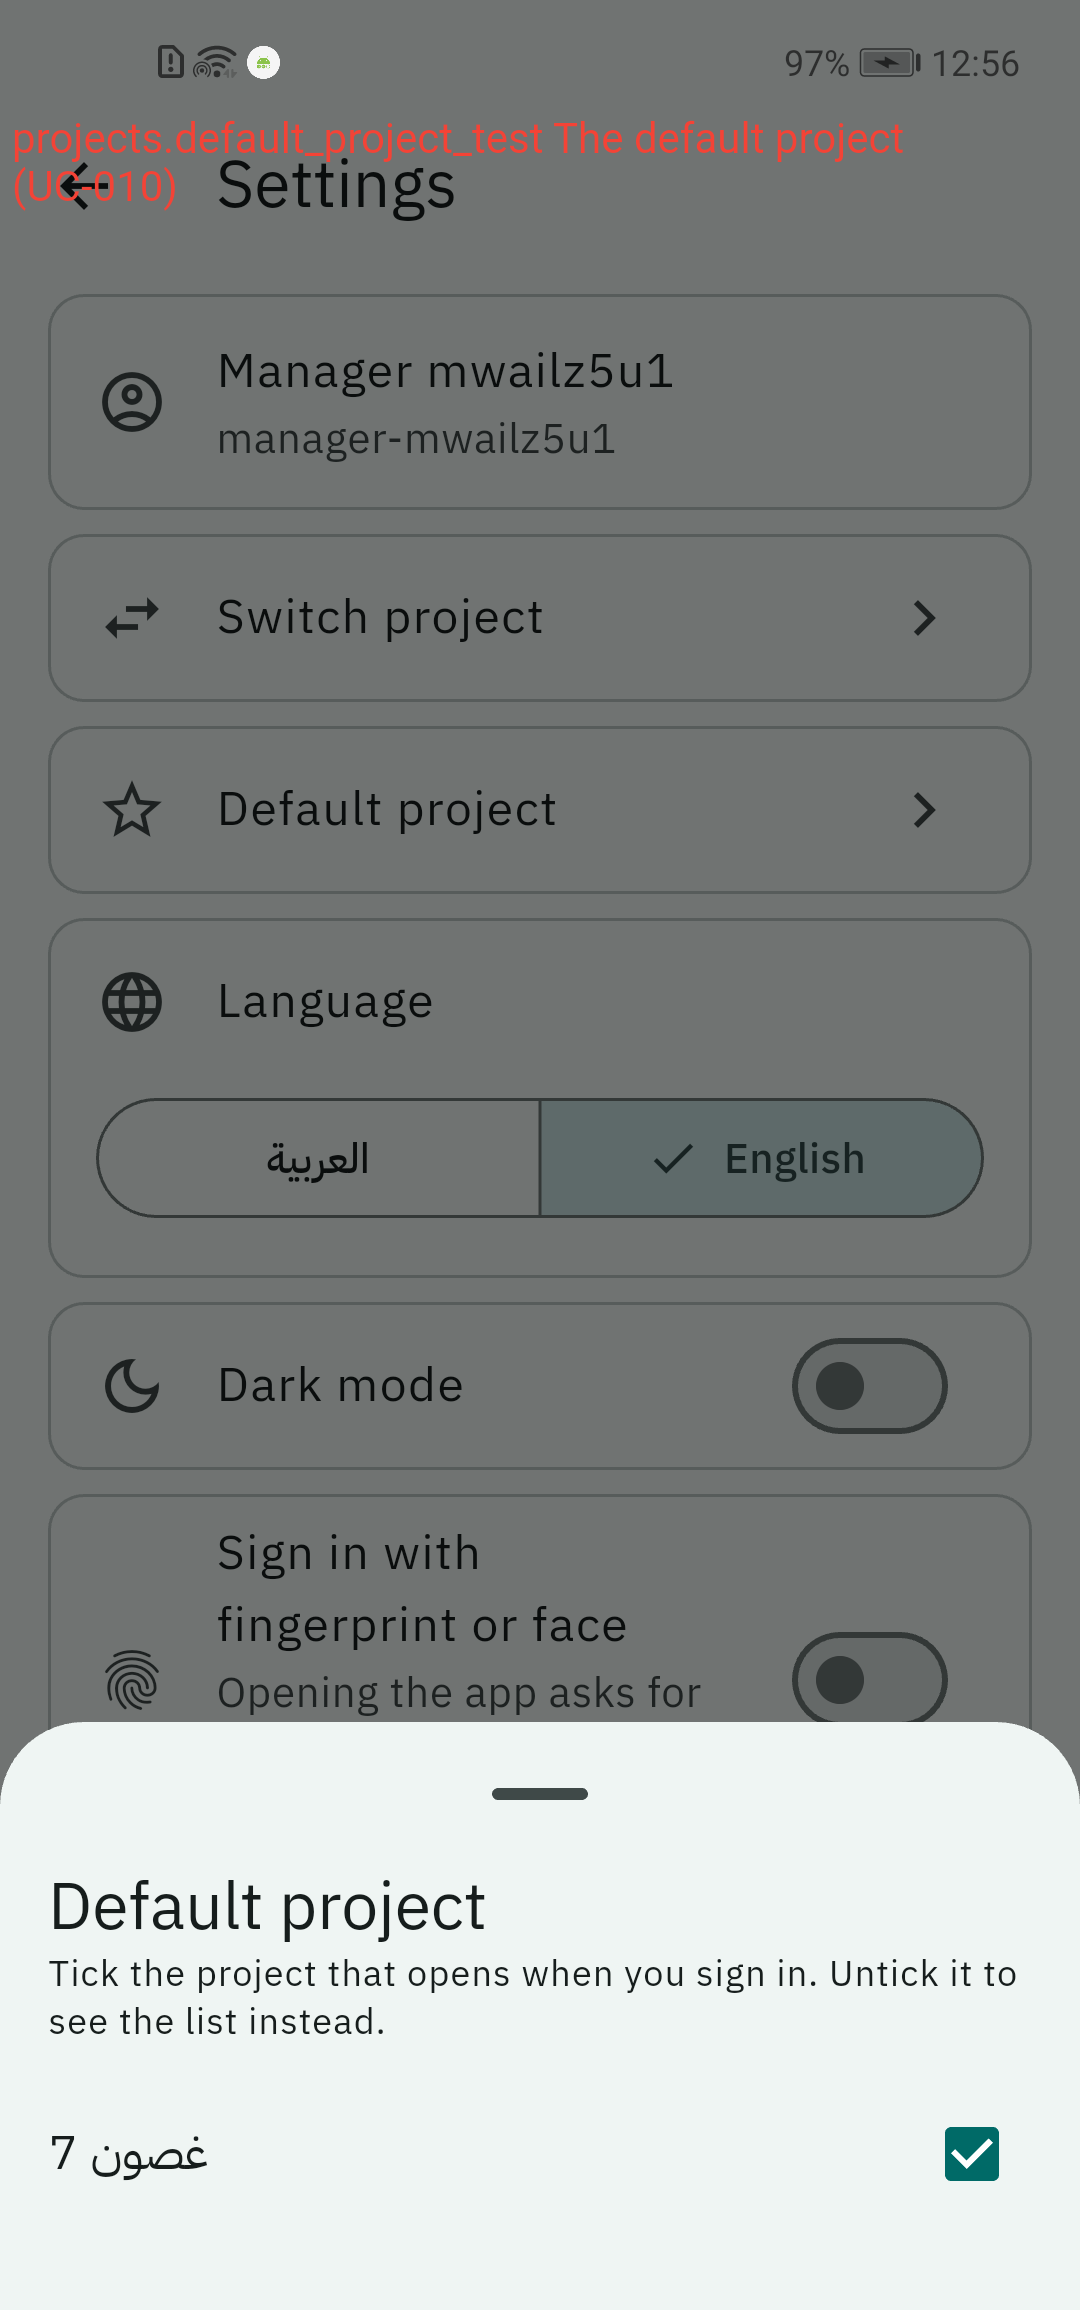 97% 12:56
projects.default_project_test The default project
(UC-010)
Settings
Manager mwailz5u1
manager-mwailz5u1
Switch project
Default project
Language
العربية
English
Dark mode
Sign in with
fingerprint or face
Opening the app asks for
Default project
Tick the project that opens when you sign in. Untick it to
see the list instead.
غصون 7